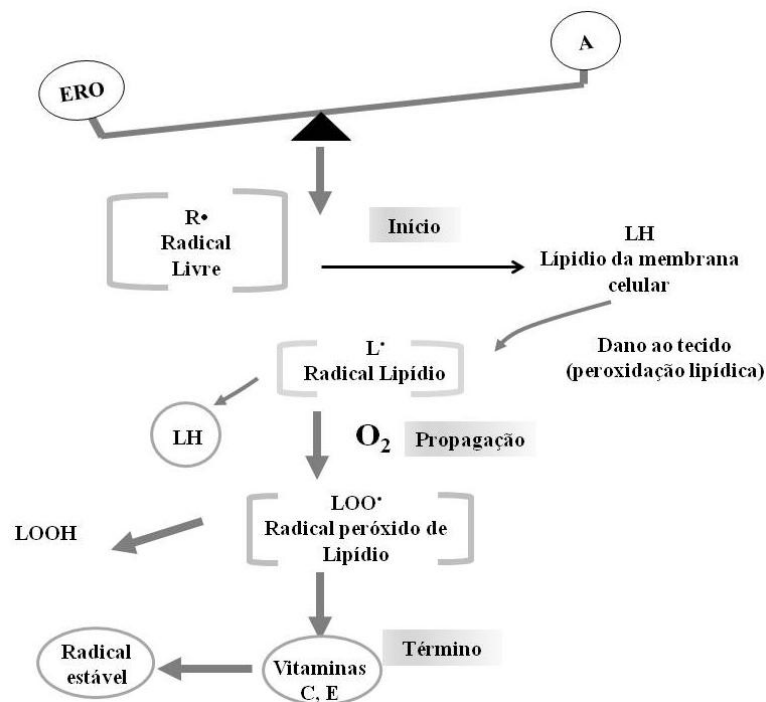 A
ERO
R•
Radical
Livre
Início
LH
Lípidio da membrana
celular
L•
Radical Lipídio
Dano ao tecido
(peroxidação lipídica)
LH
O2
Propagação
LOO•
Radical peróxido de
Lipídio
LOOH
Término
Radical
estável
Vitaminas
C, E